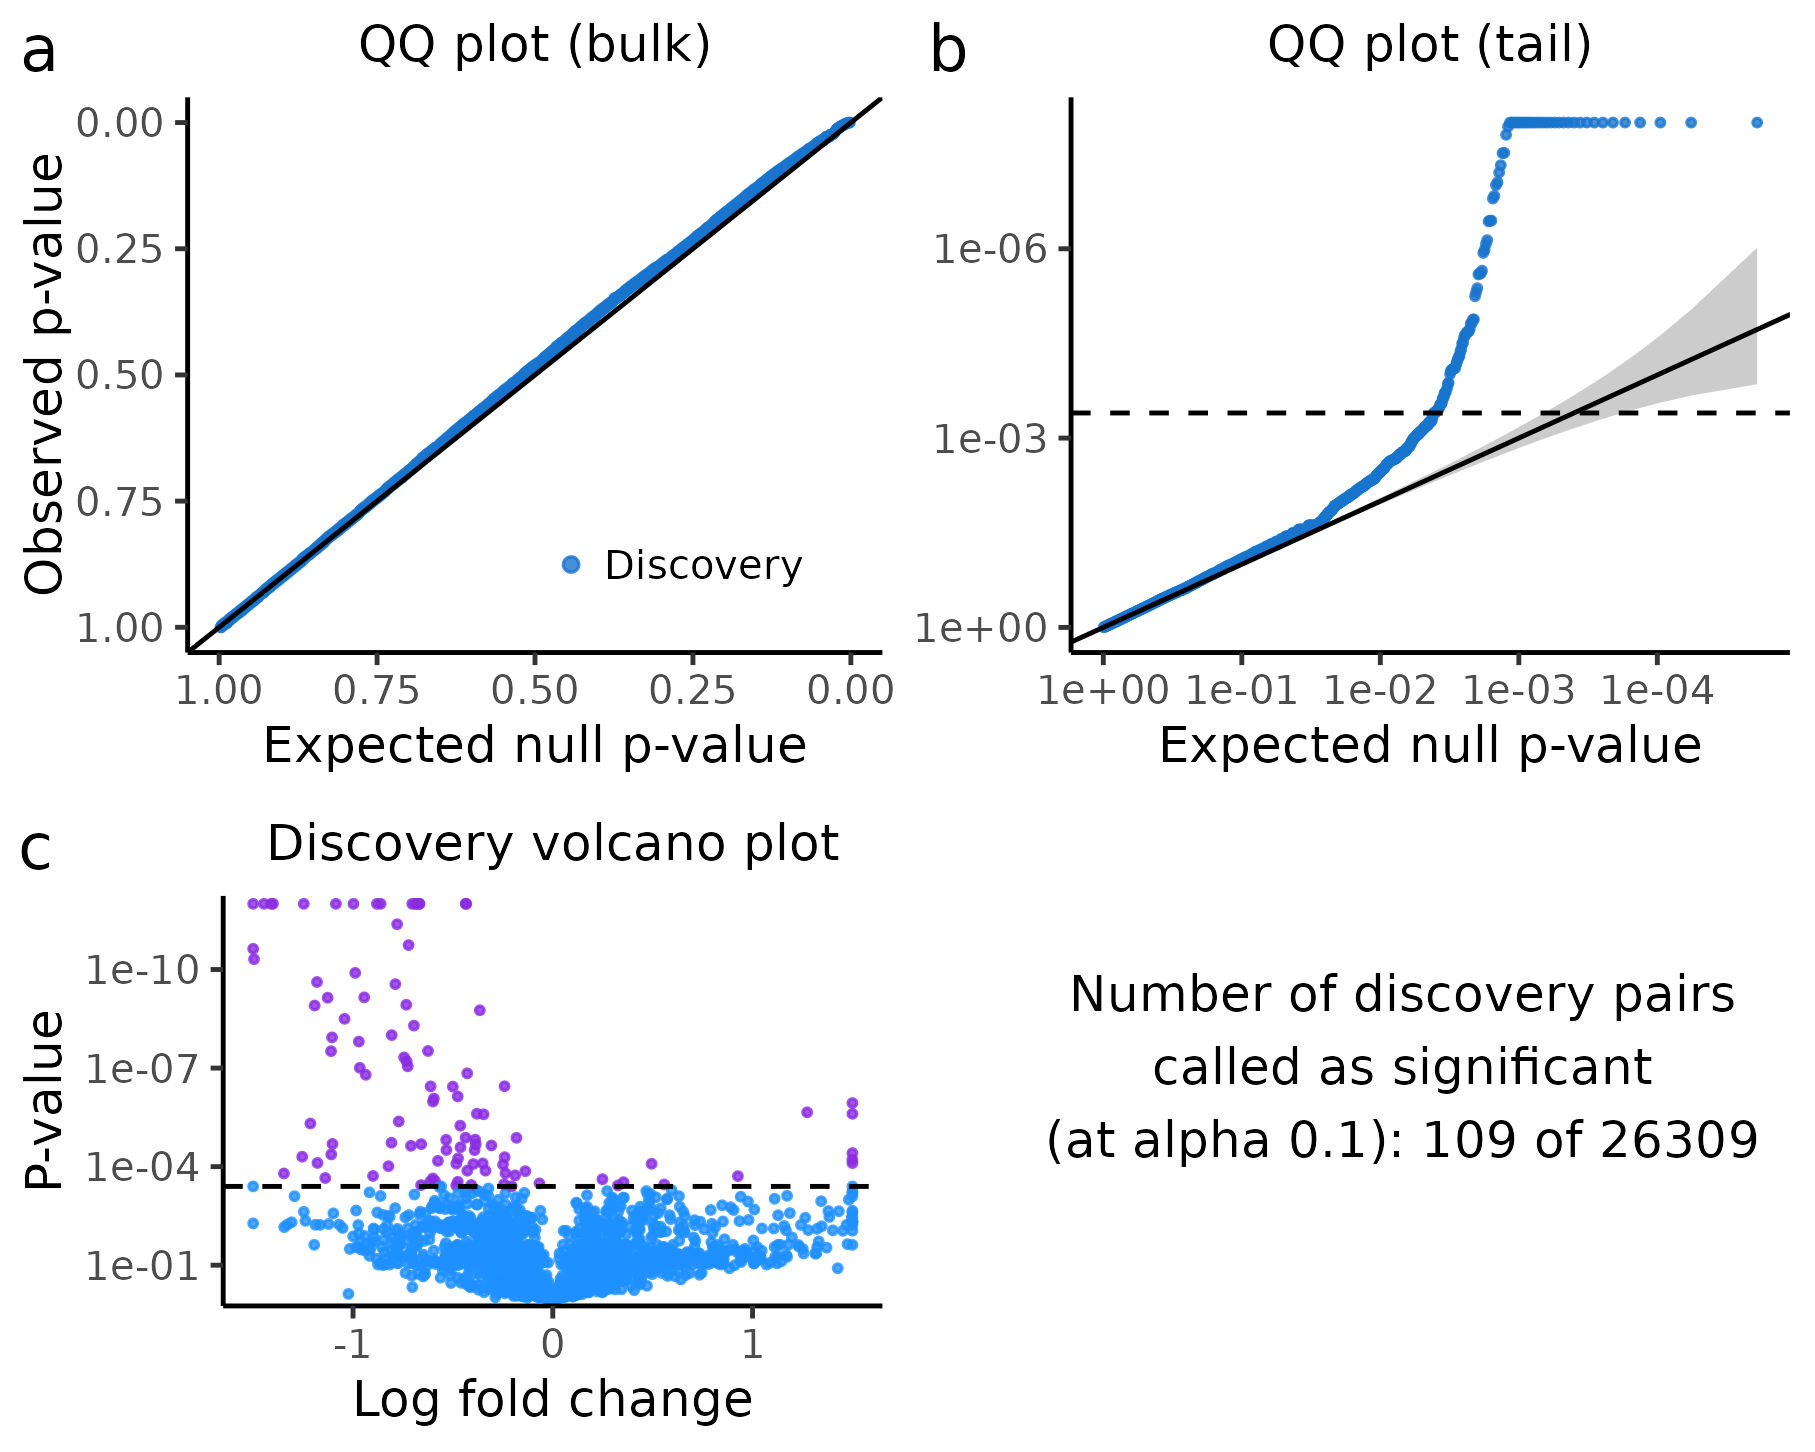 a
QQ plot (bulk)
Observed p-value
0.00
0.25
0.50
0.75
1.00
Discovery
1.00 0.75 0.50 0.25 0.00
Expected null p-value
b
QQ plot (tail)
1e-06
1e-03
1e+00
1e+00 1e-01 1e-02 1e-03 1e-04
Expected null p-value
c
Discovery volcano plot
P-value
1e-10
1e-07
1e-04
1e-01
-1 0 1
Log fold change
Number of discovery pairs
called as significant
(at alpha 0.1): 109 of 26309